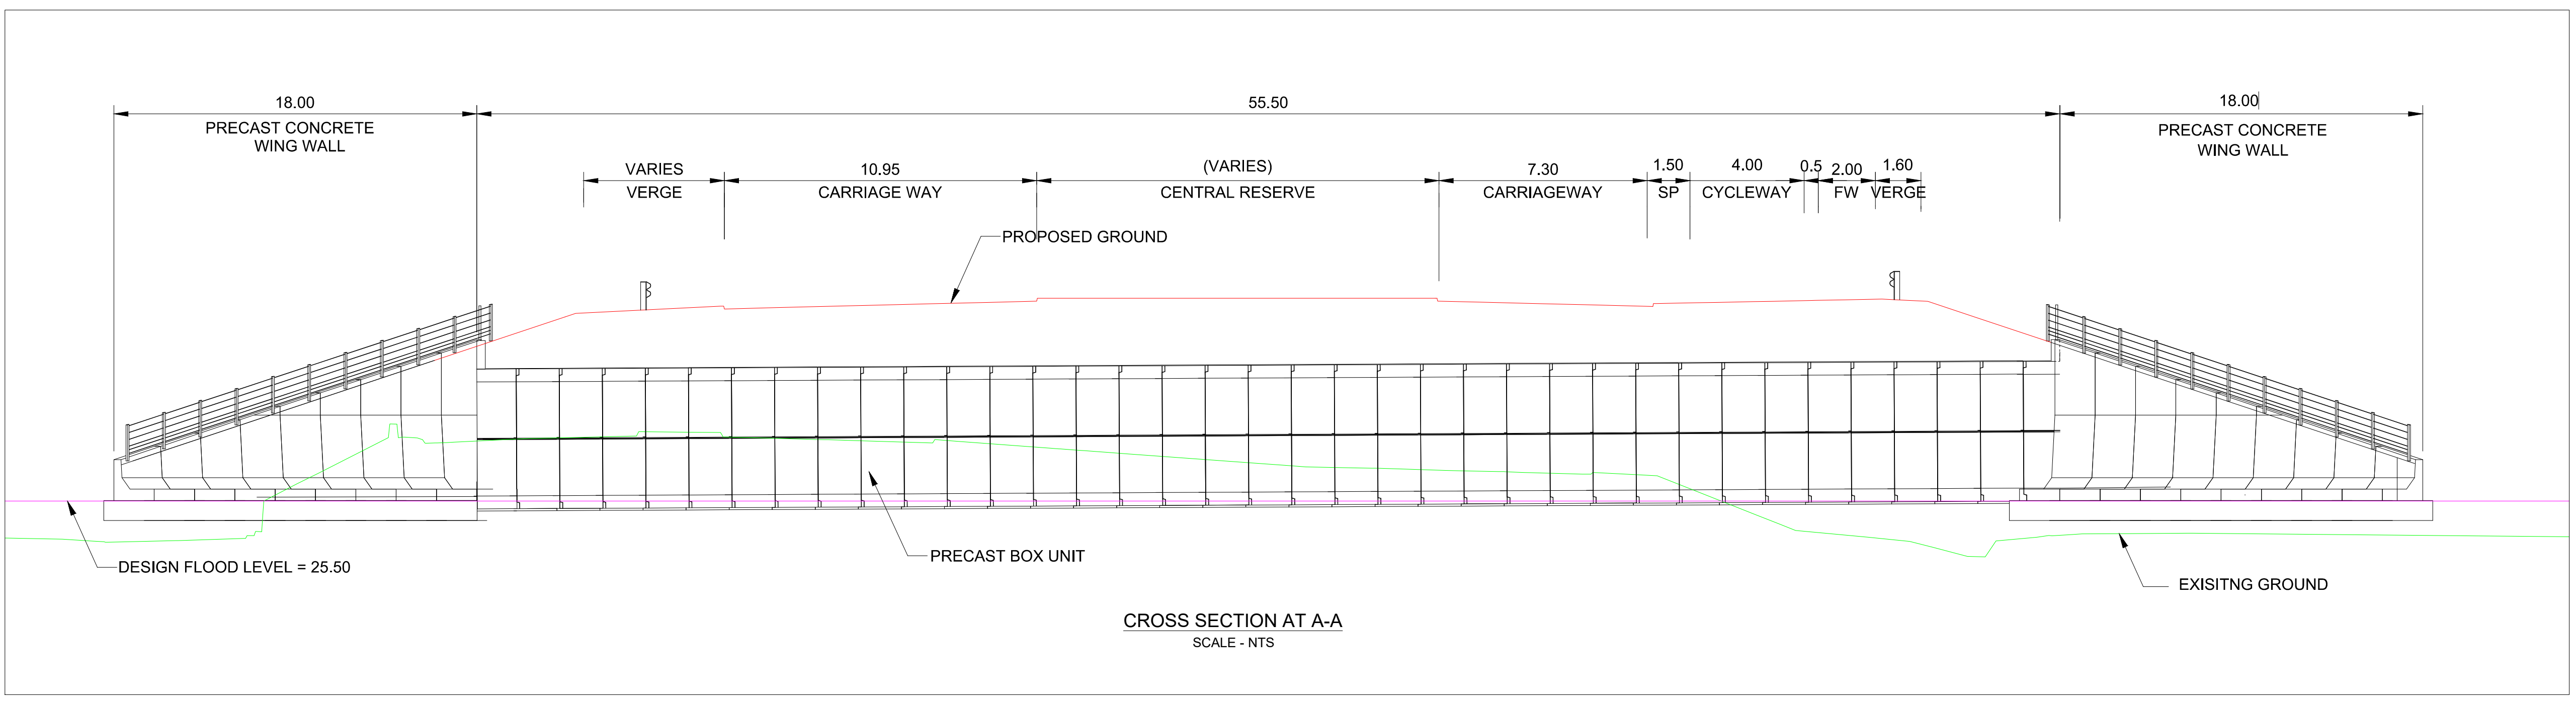 18.00
PRECAST CONCRETE
WING WALL
55.50
18.00
PRECAST CONCRETE
WING WALL
VARIES
VERGE
10.95
CARRIAGE WAY
(VARIES)
CENTRAL RESERVE
7.30
CARRIAGEWAY
1.50
SP
4.00
CYCLEWAY
0.5
2.00
FW
1.60
VERGE
PROPOSED GROUND
PRECAST BOX UNIT
DESIGN FLOOD LEVEL = 25.50
EXISITNG GROUND
CROSS SECTION AT A-A
SCALE - NTS